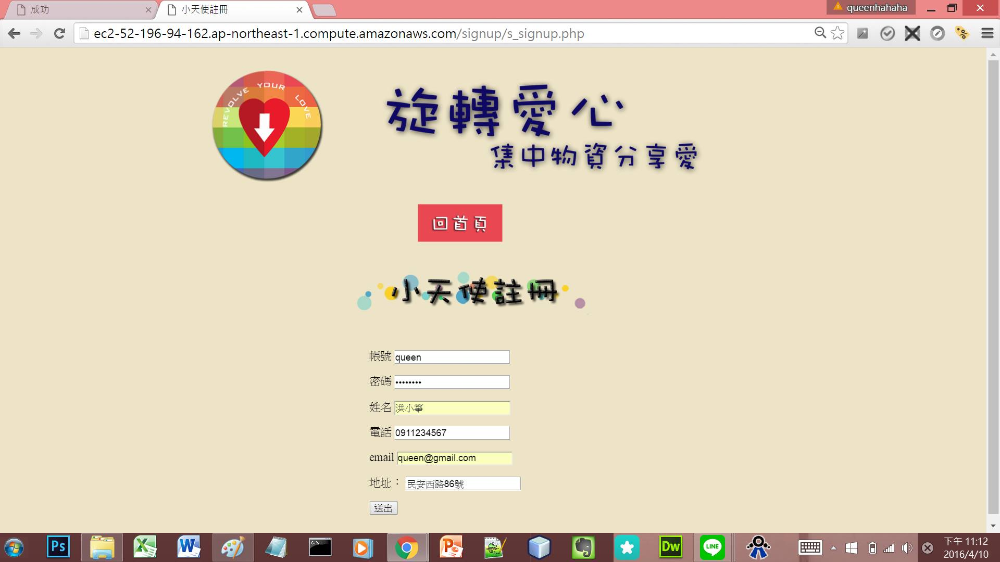 成功
小天使註冊
queenhahaha
ec2-52-196-94-162.ap-northeast-1.compute.amazonaws.com/signup/s_signup.php
REVOLVE YOUR LOVE
旋轉愛心
集中物資分享愛
回首頁
小天使註冊
帳號 queen
密碼 ••••••••
姓名 洪小箏
電話 0911234567
email queen@gmail.com
地址： 民安西路86號
送出
Ps
X
W
C:\_
P
Dw
LINE
下午 11:12
2016/4/10